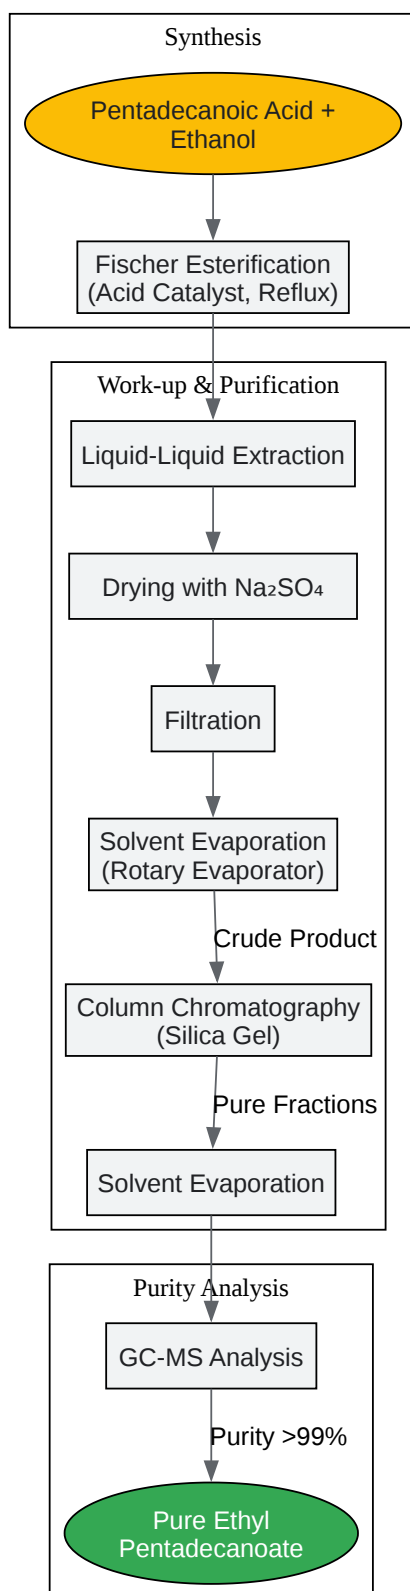 Synthesis
Pentadecanoic Acid +
Ethanol
Fischer Esterification
(Acid Catalyst, Reflux)
Work-up & Purification
Liquid-Liquid Extraction
Drying with Na₂SO₄
Filtration
Solvent Evaporation
(Rotary Evaporator)
Crude Product
Column Chromatography
(Silica Gel)
Pure Fractions
Solvent Evaporation
Purity Analysis
GC-MS Analysis
Purity >99%
Pure Ethyl
Pentadecanoate